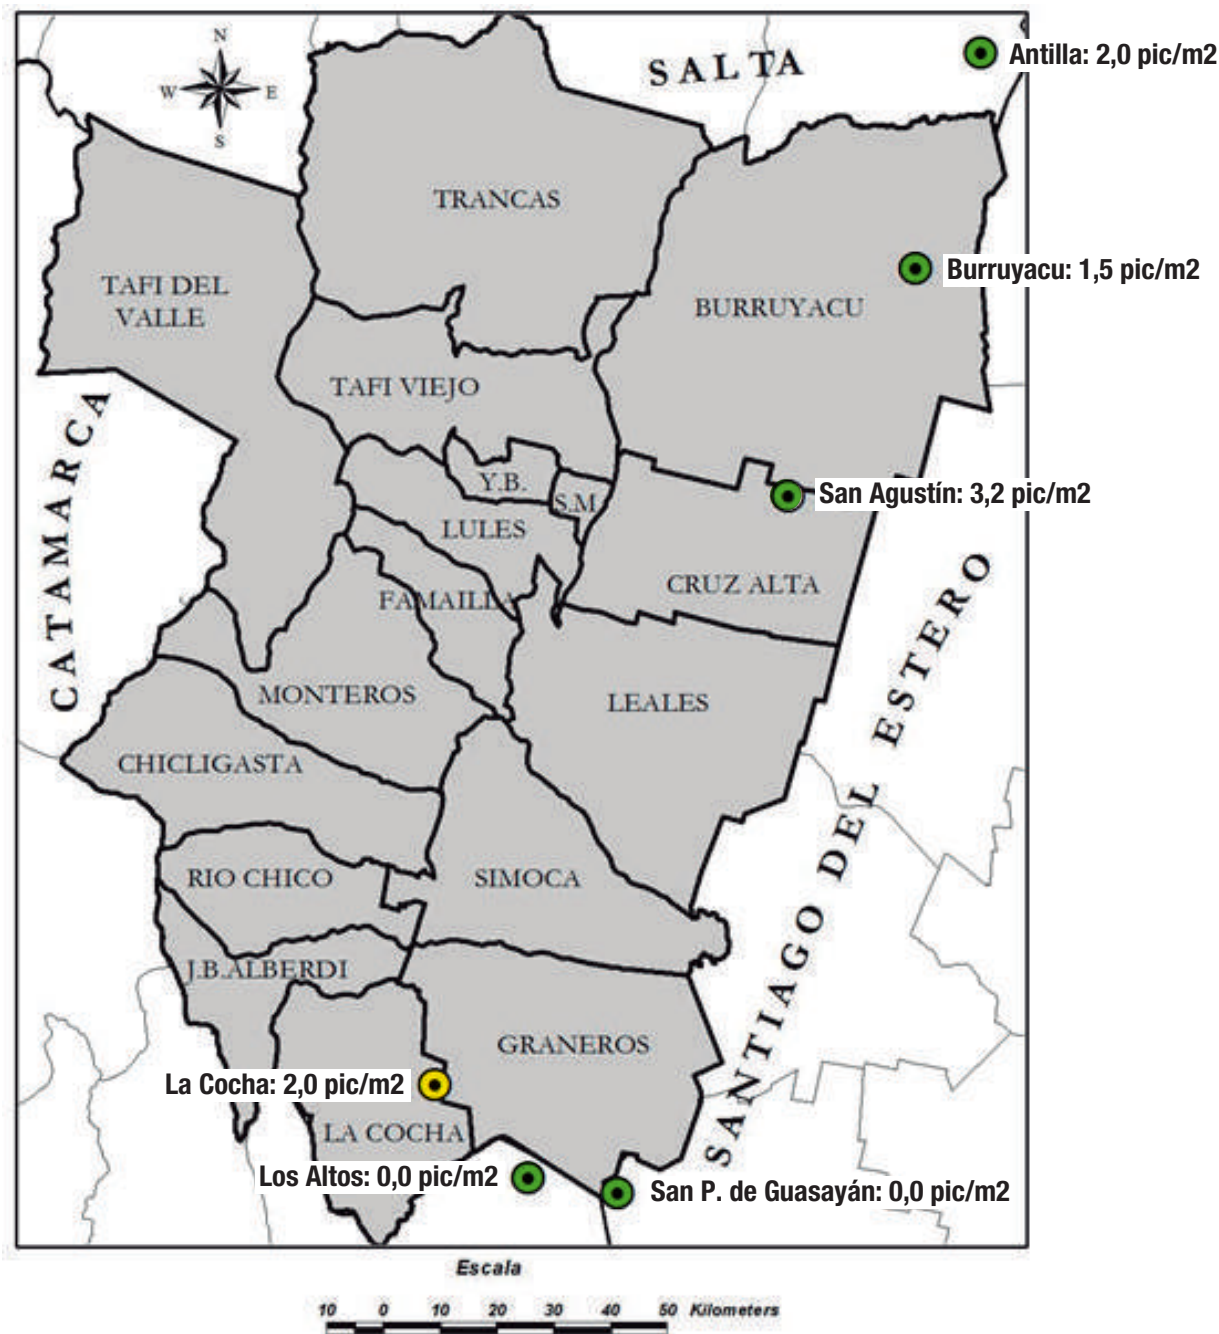 N
W E
S
SALTA
Antilla: 2,0 pic/m2
TRANCAS
Burruyacu: 1,5 pic/m2
TAFI DEL
VALLE
BURRUYACU
TAFI VIEJO
CATAMARCA
Y.B.
S.M
San Agustín: 3,2 pic/m2
LULES
CRUZ ALTA
FAMAILLA
MONTEROS
LEALES
SANTIAGO DEL ESTERO
CHICLIGASTA
RIO CHICO
SIMOCA
J.B.ALBERDI
GRANEROS
La Cocha: 2,0 pic/m2
LA COCHA
Los Altos: 0,0 pic/m2
San P. de Guasayán: 0,0 pic/m2
Escala
10 0 10 20 30 40 50 Kilometers